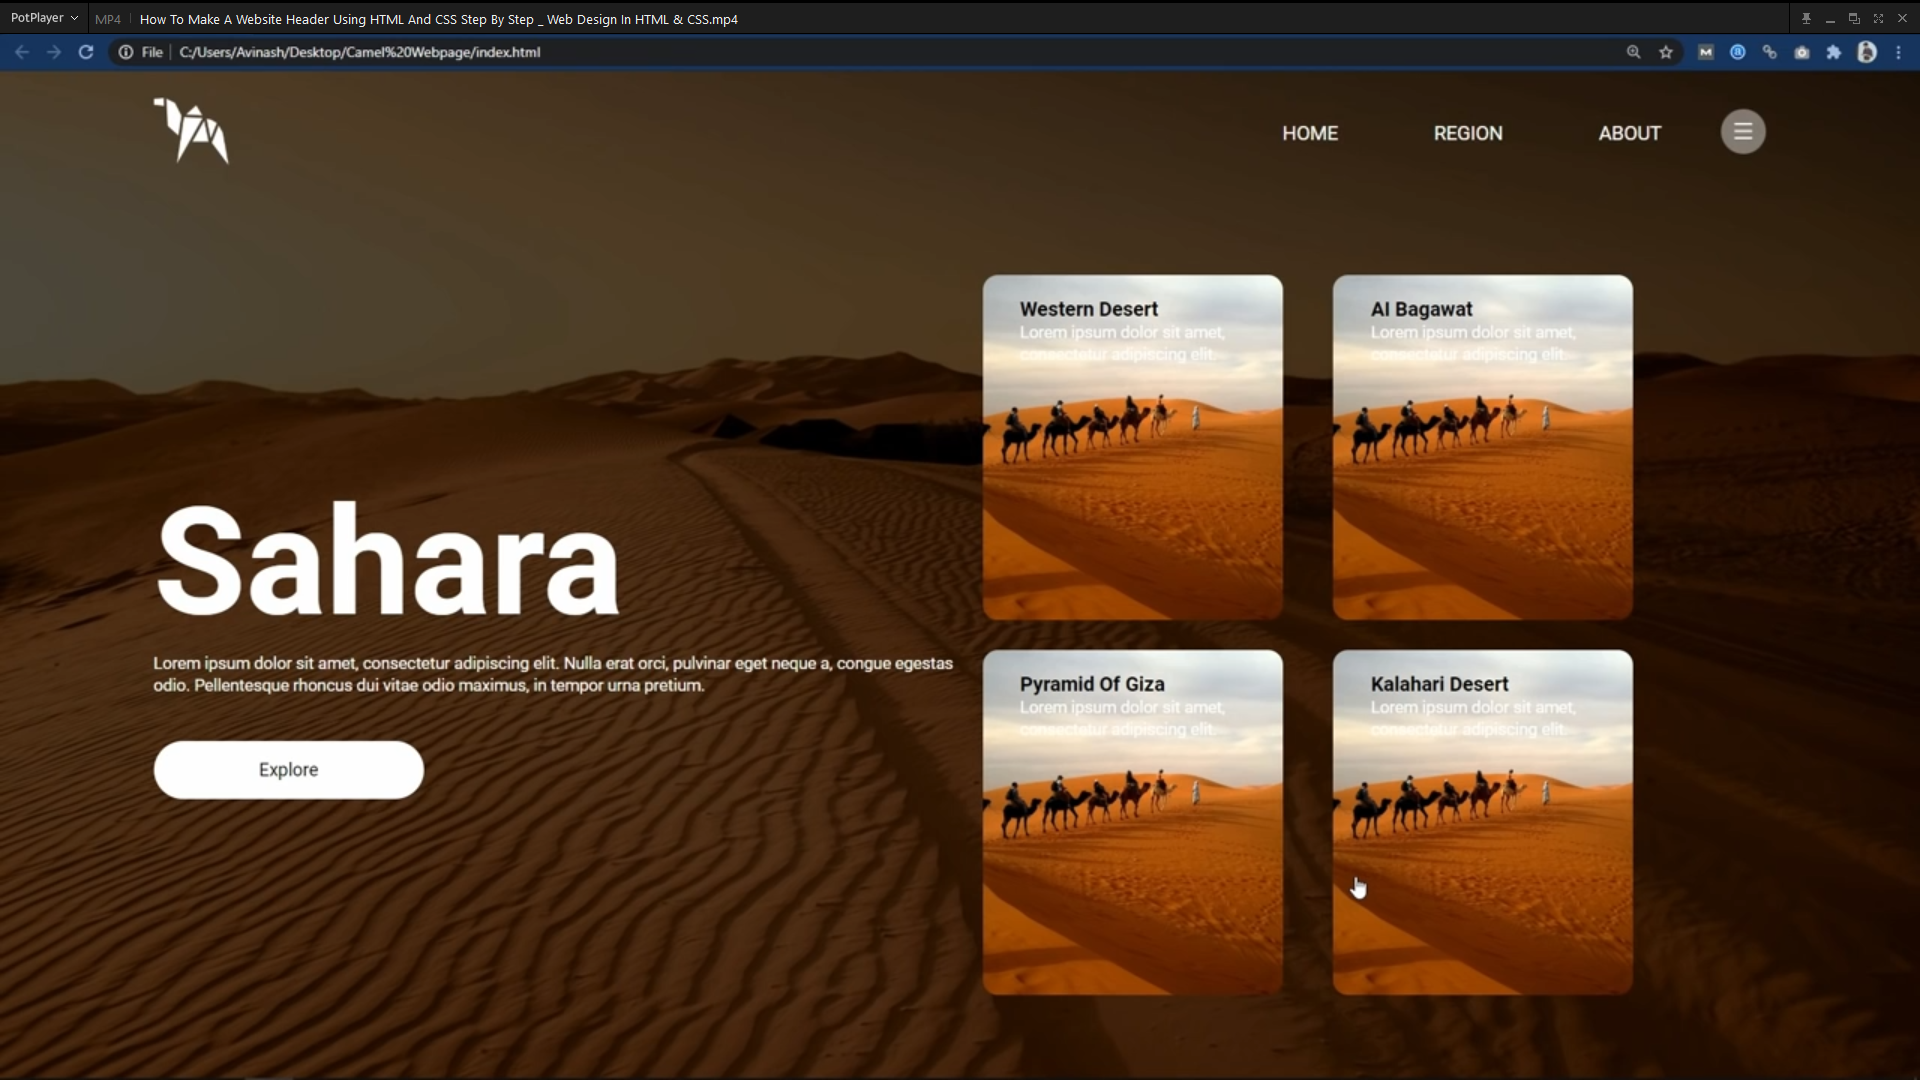 PotPlayer
MP4
How To Make A Website Header Using HTML And CSS Step By Step _ Web Design In HTML & CSS.mp4
File
C:/Users/Avinash/Desktop/Camel%20Webpage/index.html
M
HOME
REGION
ABOUT
Western Desert
Lorem ipsum dolor sit amet,
consectetur adipiscing elit.
Al Bagawat
Lorem ipsum dolor sit amet,
consectetur adipiscing elit.
Sahara
Lorem ipsum dolor sit amet, consectetur adipiscing elit. Nulla erat orci, pulvinar eget neque a, congue egestas
odio. Pellentesque rhoncus dui vitae odio maximus, in tempor urna pretium.
Explore
Pyramid Of Giza
Lorem ipsum dolor sit amet,
consectetur adipiscing elit.
Kalahari Desert
Lorem ipsum dolor sit amet,
consectetur adipiscing elit.